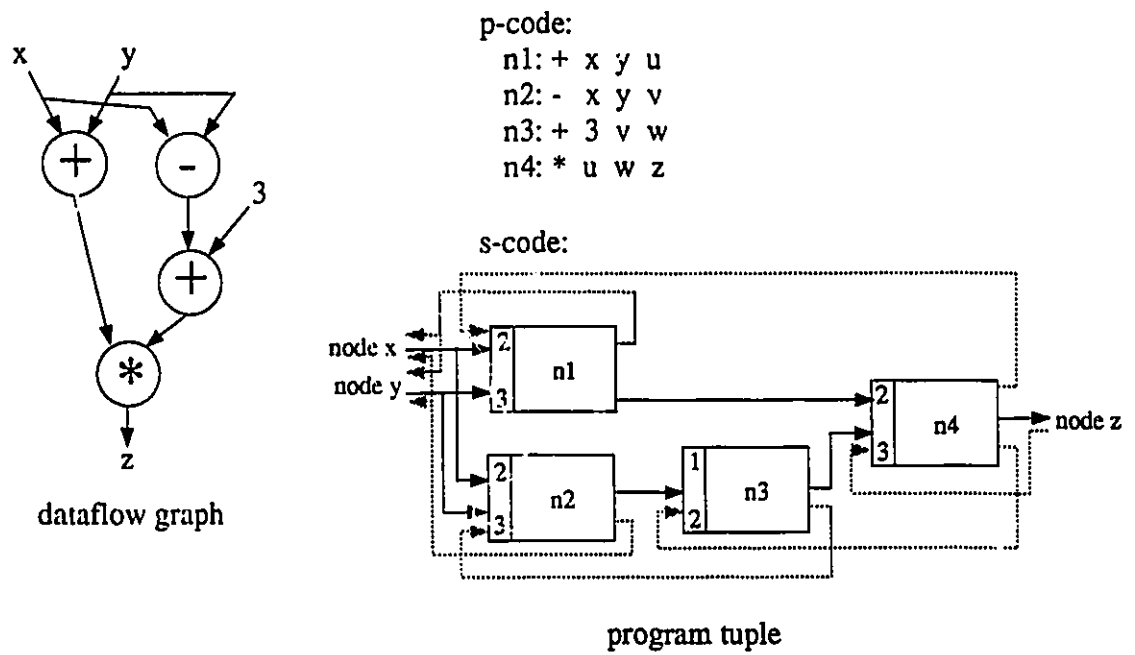 x y
+ -
3
+
*
z
dataflow graph
p-code:
n1: + x y u
n2: - x y v
n3: + 3 v w
n4: * u w z
s-code:
node x
node y
2
3
n1
2
3
n2
1
2
n3
2
3
n4
node z
program tuple